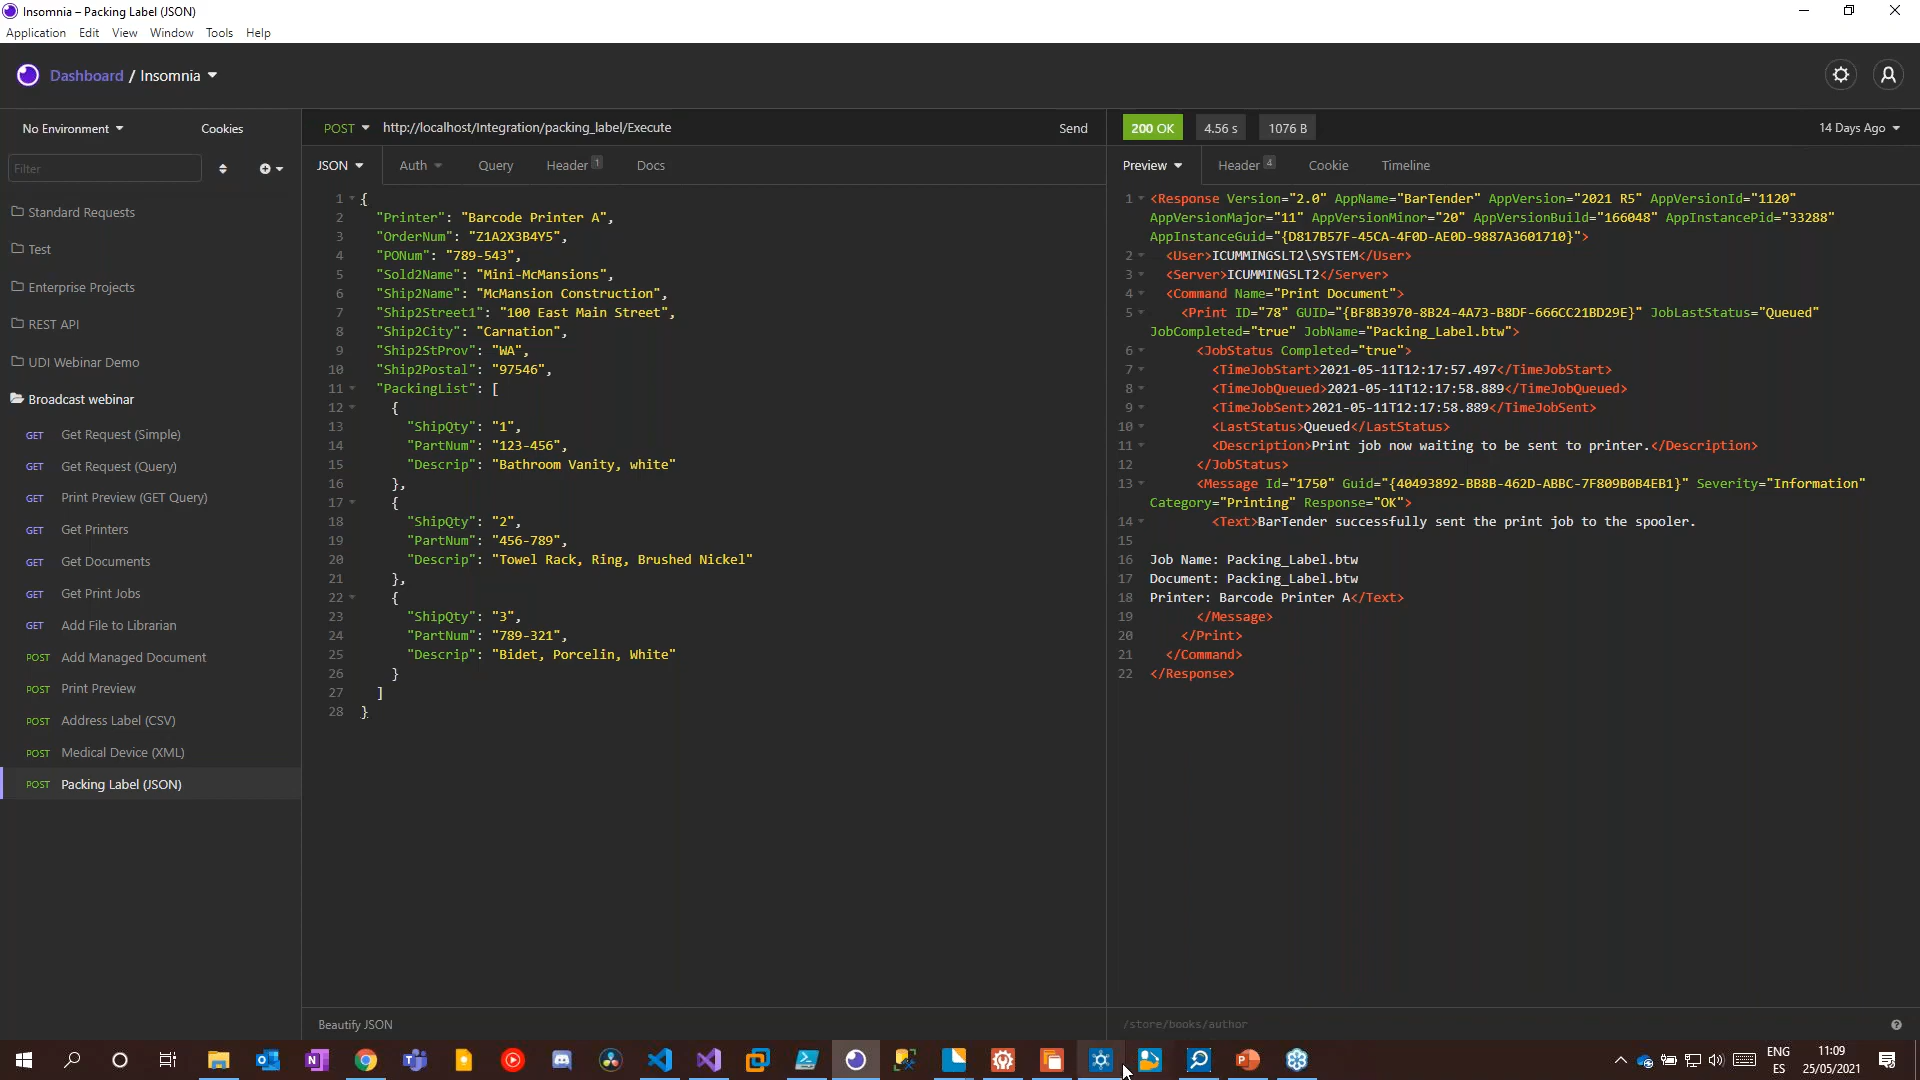 Insomnia – Packing Label (JSON)
Application Edit View Window Tools Help
Dashboard / Insomnia
No Environment Cookies
Filter
Standard Requests
Test
Enterprise Projects
REST API
UDI Webinar Demo
Broadcast webinar
GET Get Request (Simple)
GET Get Request (Query)
GET Print Preview (GET Query)
GET Get Printers
GET Get Documents
GET Get Print Jobs
GET Add File to Librarian
POST Add Managed Document
POST Print Preview
POST Address Label (CSV)
POST Medical Device (XML)
POST Packing Label (JSON)
POST http://localhost/Integration/packing_label/Execute Send
JSON Auth Query Header 1 Docs
1 {
2 "Printer": "Barcode Printer A",
3 "OrderNum": "Z1A2X3B4Y5",
4 "PONum": "789-543",
5 "Sold2Name": "Mini-McMansions",
6 "Ship2Name": "McMansion Construction",
7 "Ship2Street1": "100 East Main Street",
8 "Ship2City": "Carnation",
9 "Ship2StProv": "WA",
10 "Ship2Postal": "97546",
11 "PackingList": [
12 {
13 "ShipQty": "1",
14 "PartNum": "123-456",
15 "Descrip": "Bathroom Vanity, white"
16 },
17 {
18 "ShipQty": "2",
19 "PartNum": "456-789",
20 "Descrip": "Towel Rack, Ring, Brushed Nickel"
21 },
22 {
23 "ShipQty": "3",
24 "PartNum": "789-321",
25 "Descrip": "Bidet, Porcelin, White"
26 }
27 ]
28 }
Beautify JSON
200 OK 4.56 s 1076 B 14 Days Ago
Preview Header 4 Cookie Timeline
1 <Response Version="2.0" AppName="BarTender" AppVersion="2021 R5" AppVersionId="1120"
AppVersionMajor="11" AppVersionMinor="20" AppVersionBuild="166048" AppInstancePid="33288"
AppInstanceGuid="{D817B57F-45CA-4F0D-AE0D-9887A3601710}">
2 <User>ICUMMINGSLT2\SYSTEM</User>
3 <Server>ICUMMINGSLT2</Server>
4 <Command Name="Print Document">
5 <Print ID="78" GUID="{BF8B3970-8B24-4A73-B8DF-666CC21BD29E}" JobLastStatus="Queued"
JobCompleted="true" JobName="Packing_Label.btw">
6 <JobStatus Completed="true">
7 <TimeJobStart>2021-05-11T12:17:57.497</TimeJobStart>
8 <TimeJobQueued>2021-05-11T12:17:58.889</TimeJobQueued>
9 <TimeJobSent>2021-05-11T12:17:58.889</TimeJobSent>
10 <LastStatus>Queued</LastStatus>
11 <Description>Print job now waiting to be sent to printer.</Description>
12 </JobStatus>
13 <Message Id="1750" Guid="{40493892-BB8B-462D-ABBC-7F809B0B4EB1}" Severity="Information"
Category="Printing" Response="OK">
14 <Text>BarTender successfully sent the print job to the spooler.
15
16 Job Name: Packing_Label.btw
17 Document: Packing_Label.btw
18 Printer: Barcode Printer A</Text>
19 </Message>
20 </Print>
21 </Command>
22 </Response>
/store/books/author
ENG
ES
11:09
25/05/2021